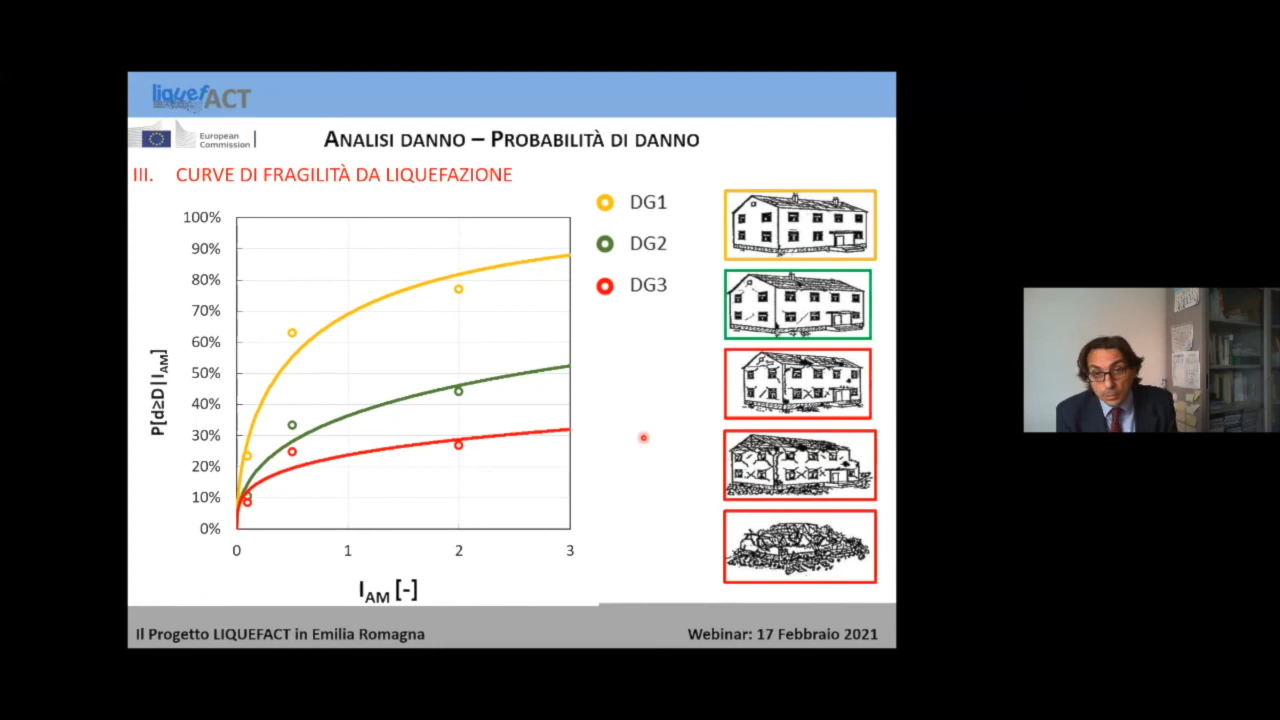 liquefACT
European
Commission
ANALISI DANNO – PROBABILITÀ DI DANNO
III. CURVE DI FRAGILITÀ DA LIQUEFAZIONE
DG1
DG2
DG3
100%
90%
80%
70%
60%
50%
40%
30%
20%
10%
0%
P[d≥D|I_AM]
0 1 2 3
I_AM [-]
Il Progetto LIQUEFACT in Emilia Romagna
Webinar: 17 Febbraio 2021